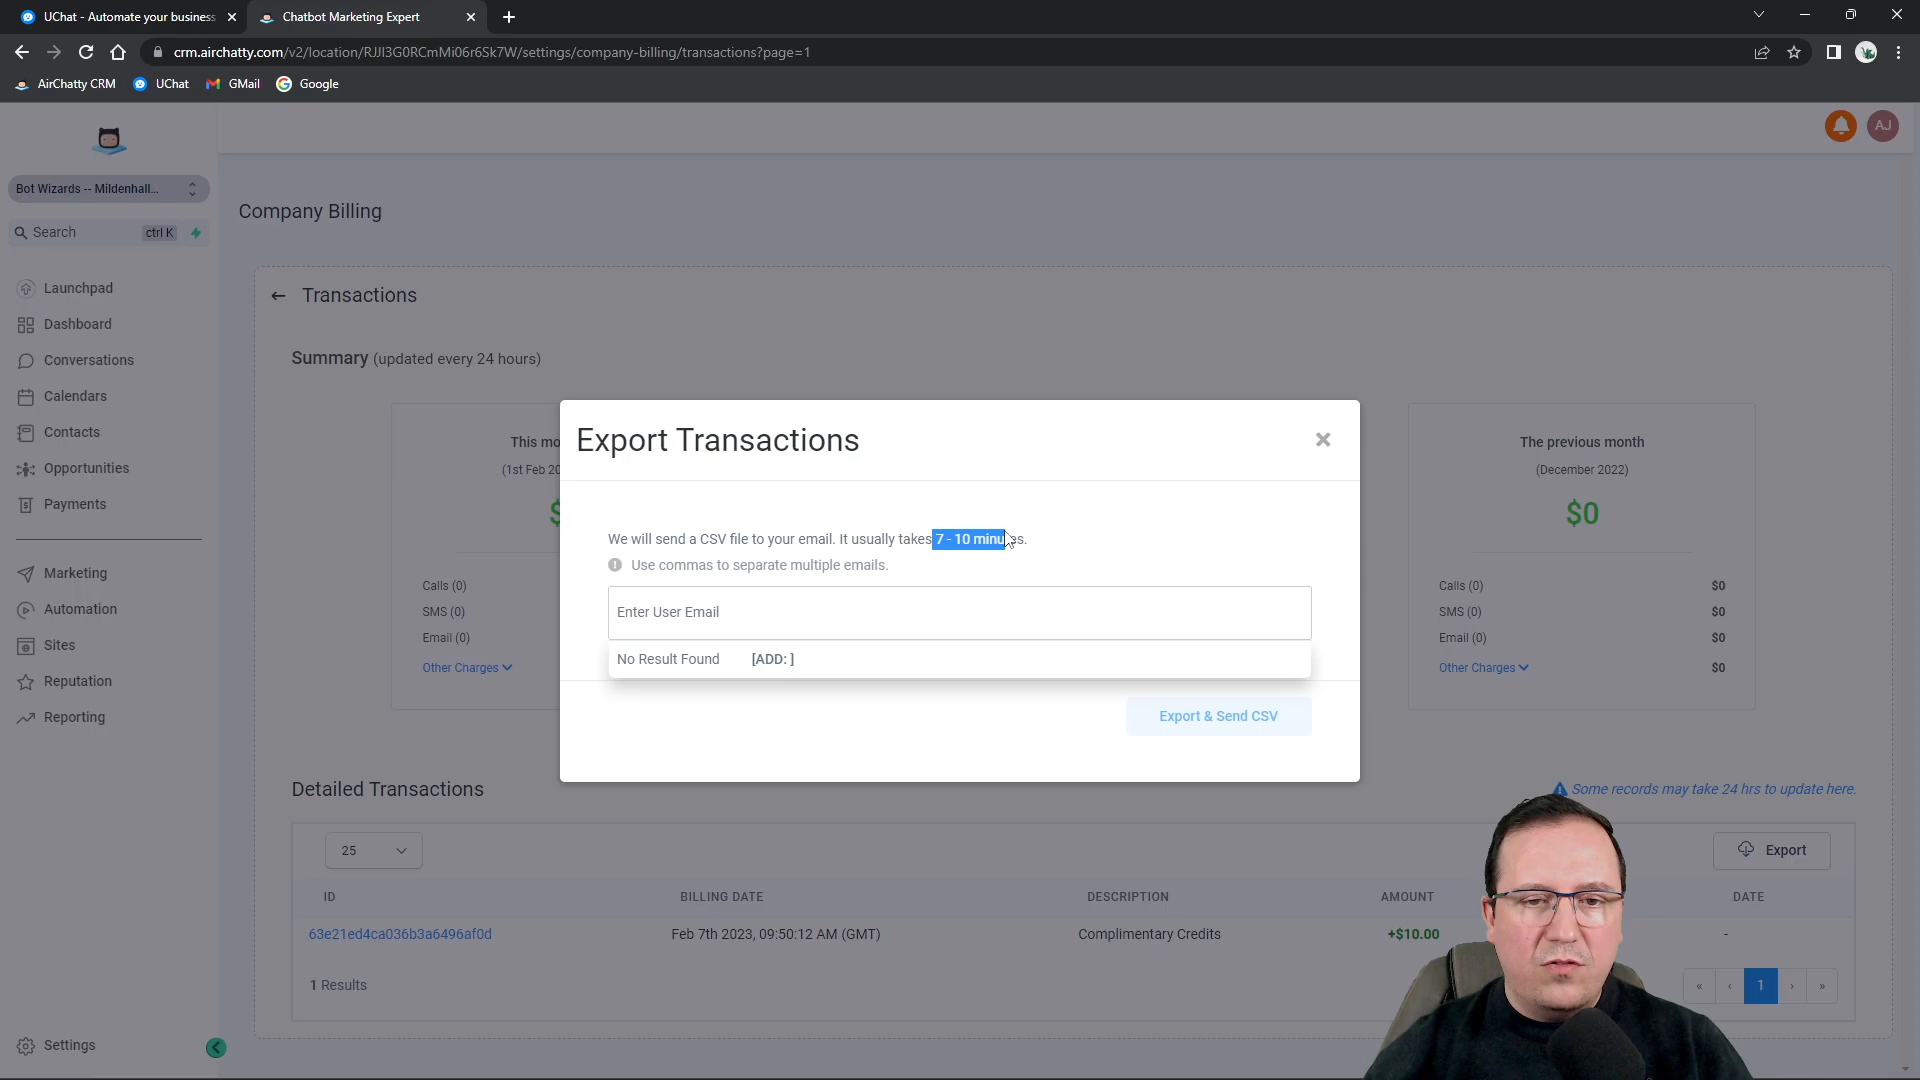 UChat - Automate your business
Chatbot Marketing Expert
crm.airchatty.com/v2/location/RJJI3G0RCmMi06r6Sk7W/settings/company-billing/transactions?page=1
AirChatty CRM
UChat
GMail
Google
AJ
Bot Wizards -- Mildenhall...
Search
ctrl K
Launchpad
Dashboard
Conversations
Calendars
Contacts
Opportunities
Payments
Marketing
Automation
Sites
Reputation
Reporting
Settings
Company Billing
← Transactions
Summary (updated every 24 hours)
This mo
(1st Feb 20
$
Calls (0)
SMS (0)
Email (0)
Other Charges
The previous month
(December 2022)
$0
Calls (0) $0
SMS (0) $0
Email (0) $0
Other Charges $0
Export Transactions
We will send a CSV file to your email. It usually takes 7 - 10 minutes.
Use commas to separate multiple emails.
Enter User Email
No Result Found [ADD: ]
Export & Send CSV
Detailed Transactions
Some records may take 24 hrs to update here.
25
Export
ID BILLING DATE DESCRIPTION AMOUNT DATE
63e21ed4ca036b3a6496af0d Feb 7th 2023, 09:50:12 AM (GMT) Complimentary Credits +$10.00 -
1 Results
« ‹ 1 › »